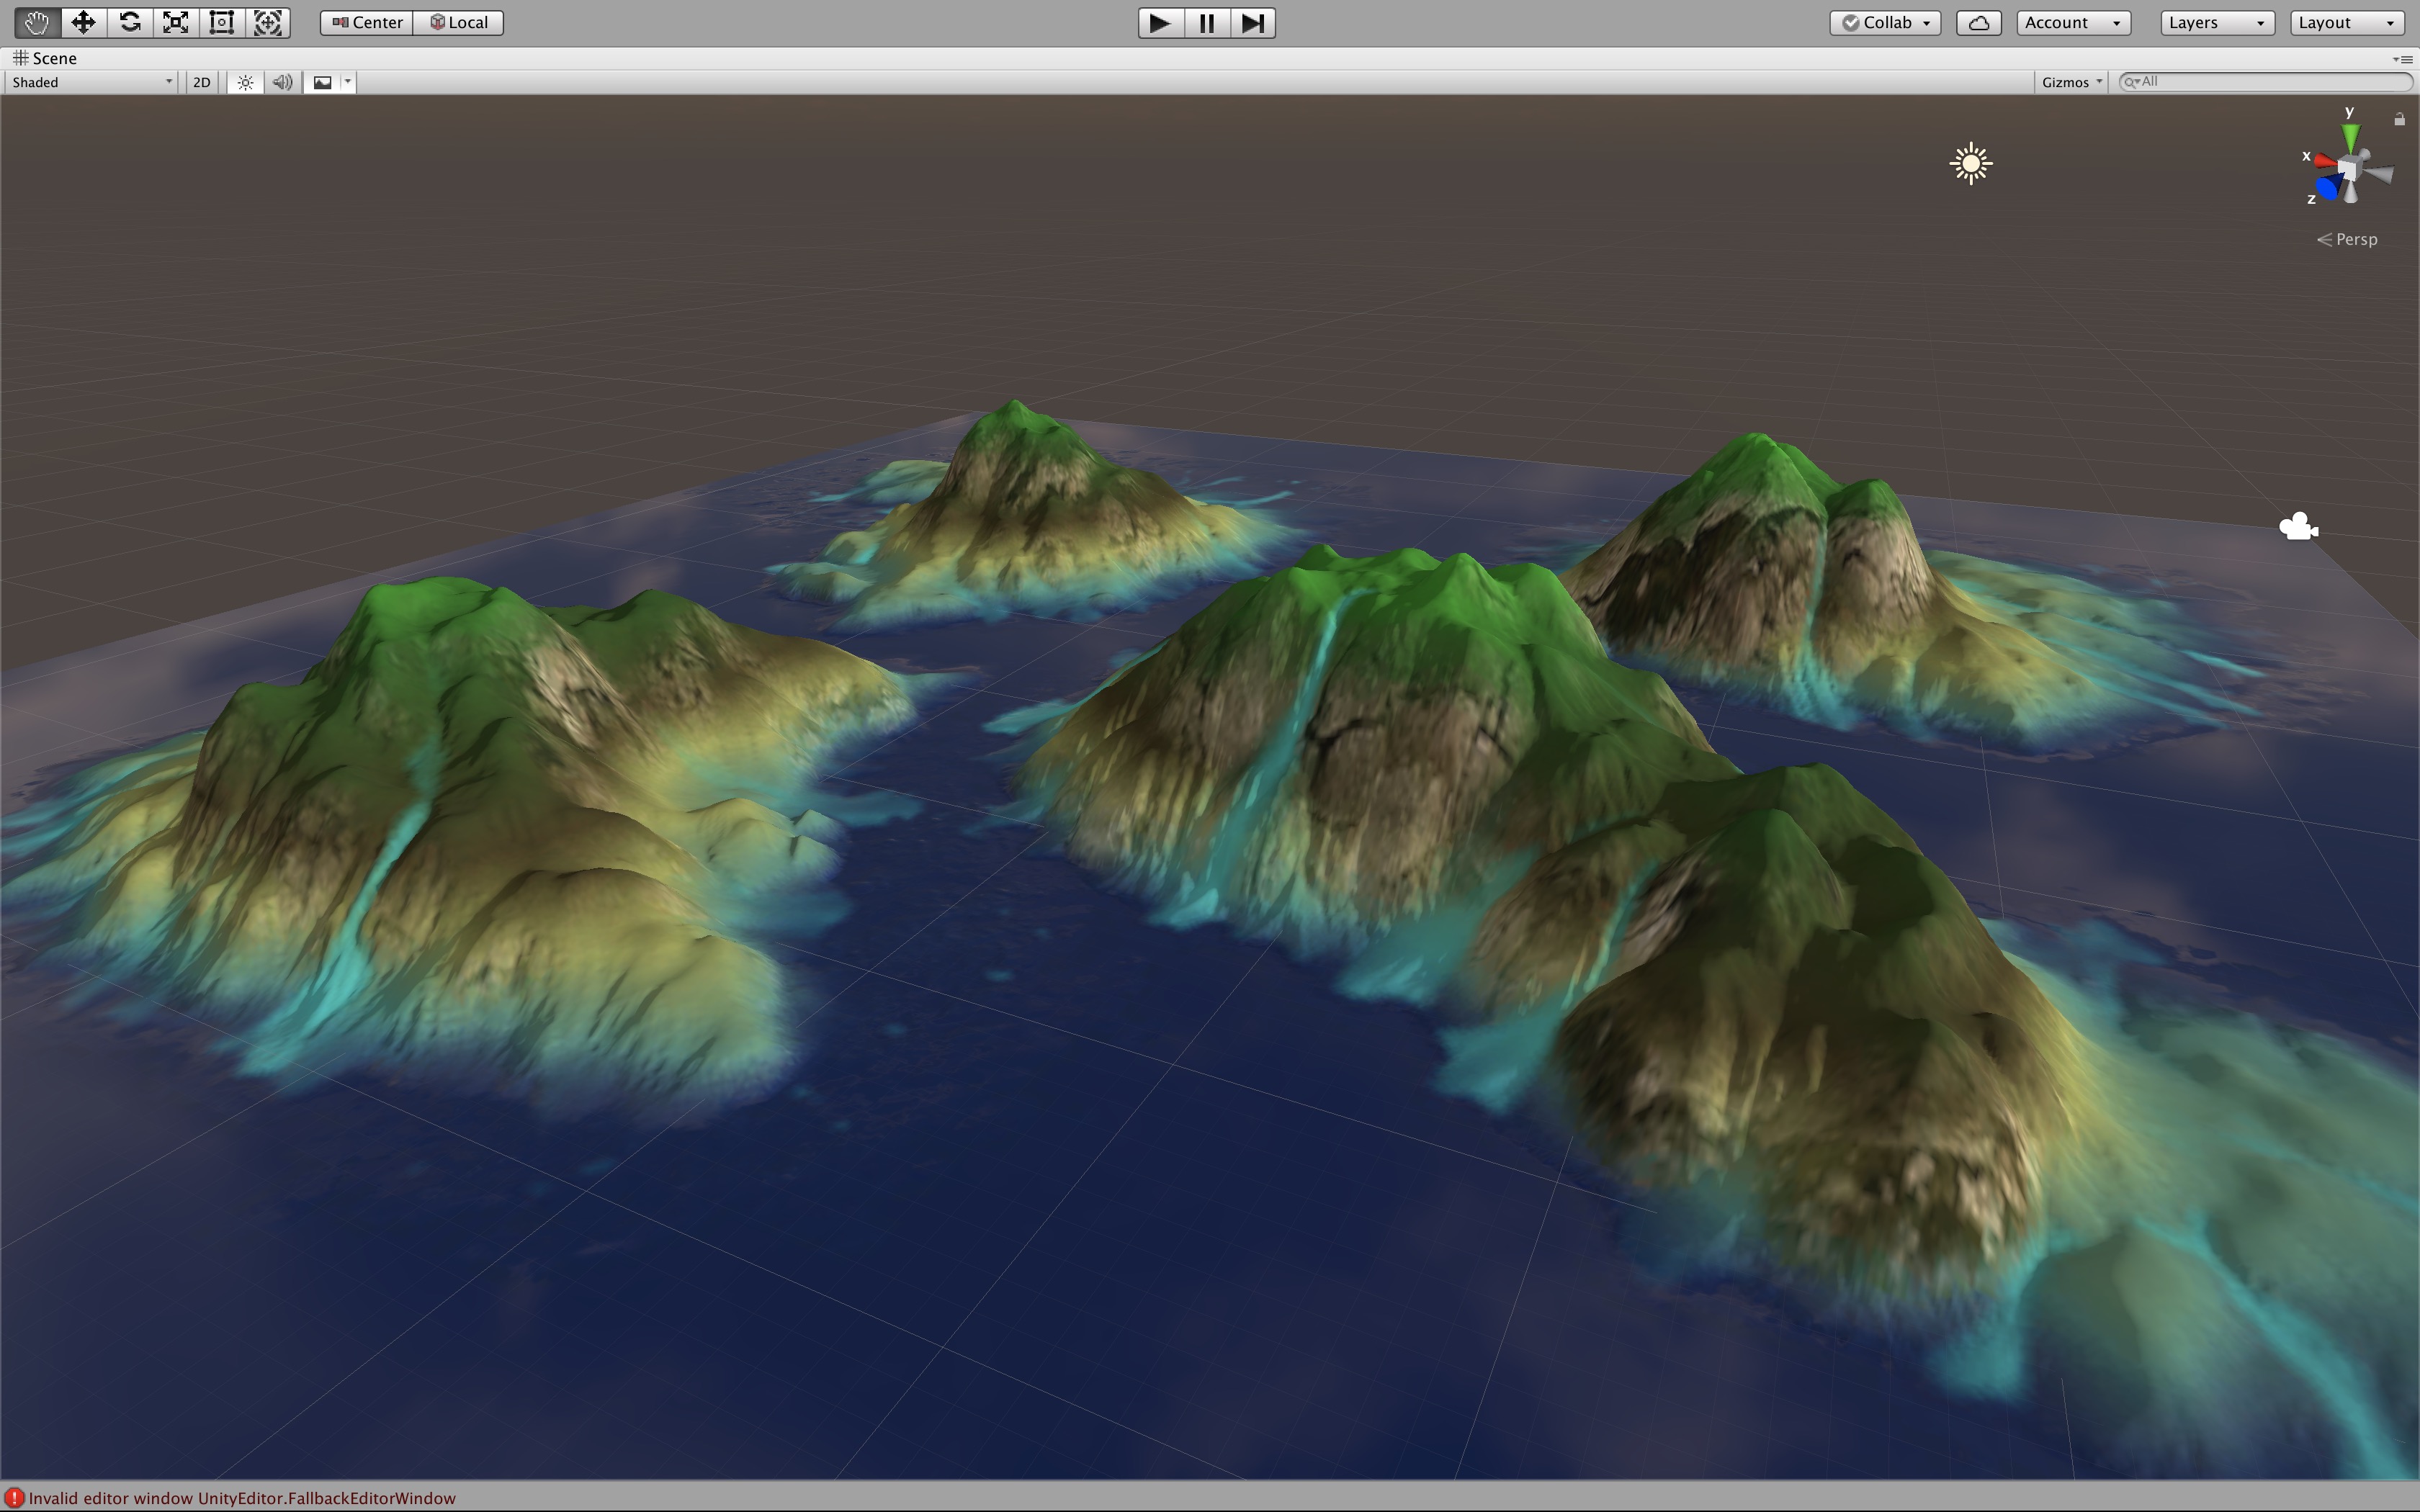 Center Local Collab Account Layers Layout
Scene
Shaded 2D Gizmos All
y
x
z
Persp
Invalid editor window UnityEditor.FallbackEditorWindow